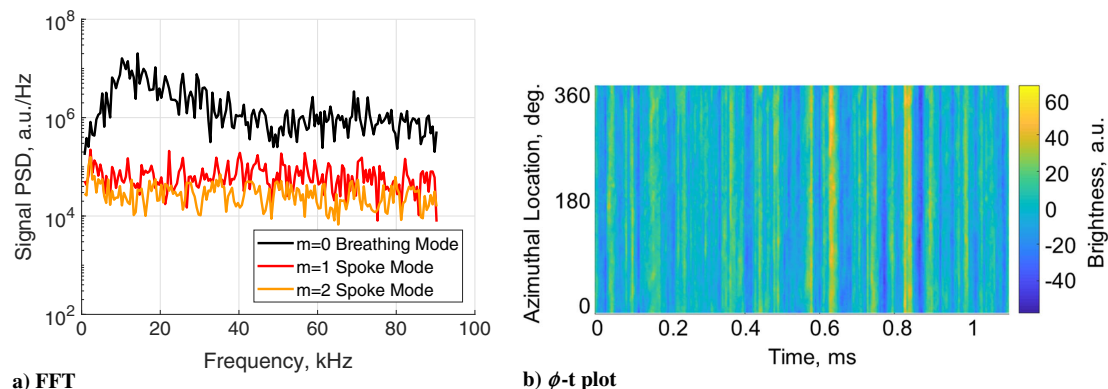 10^8
10^6
10^4
10^2
Signal PSD, a.u./Hz
0
20
40
60
80
100
Frequency, kHz
m=0 Breathing Mode
m=1 Spoke Mode
m=2 Spoke Mode
a) FFT
360
180
0
Azimuthal Location, deg.
0
0.2
0.4
0.6
0.8
1
Time, ms
60
40
20
0
-20
-40
Brightness, a.u.
b) ϕ-t plot